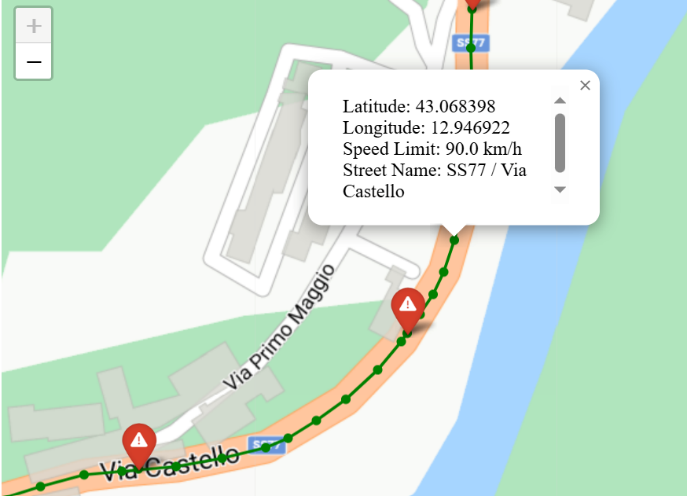 +
−
SS77
×
Latitude: 43.068398
Longitude: 12.946922
Speed Limit: 90.0 km/h
Street Name: SS77 / Via
Castello
Via Primo Maggio
Via Castello